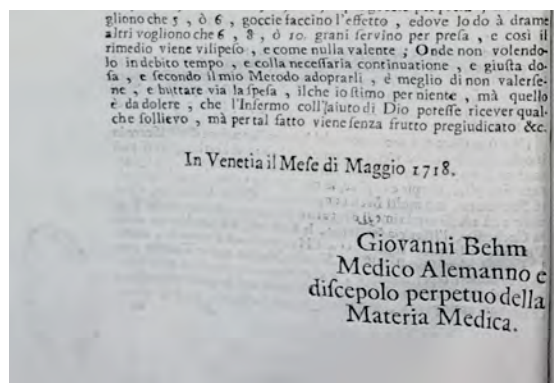 gliono che 5 , ò 6 , goccie faccino l'effetto , edove Io do à drame
altri vogliono che 6 , 8 , ò 10. grani servino per presa , e così il
rimedio viene vilipeso , e come nulla valente ; Onde non volendo-
lo in debito tempo , e colla necessaria continuatione , e giusta do-
sa , e secondo il mio Metodo adoprarli , è meglio di non valerse-
ne , e buttare via la spesa , il che io stimo per niente , mà quello
è da dolere , che l'Infermo coll'aiuto di Dio potesse ricever qual-
che sollievo , mà per tal fatto viene senza frutto pregiudicato &c.
In Venetia il Mese di Maggio 1718.
Giovanni Behm
Medico Alemanno e
discepolo perpetuo della
Materia Medica.